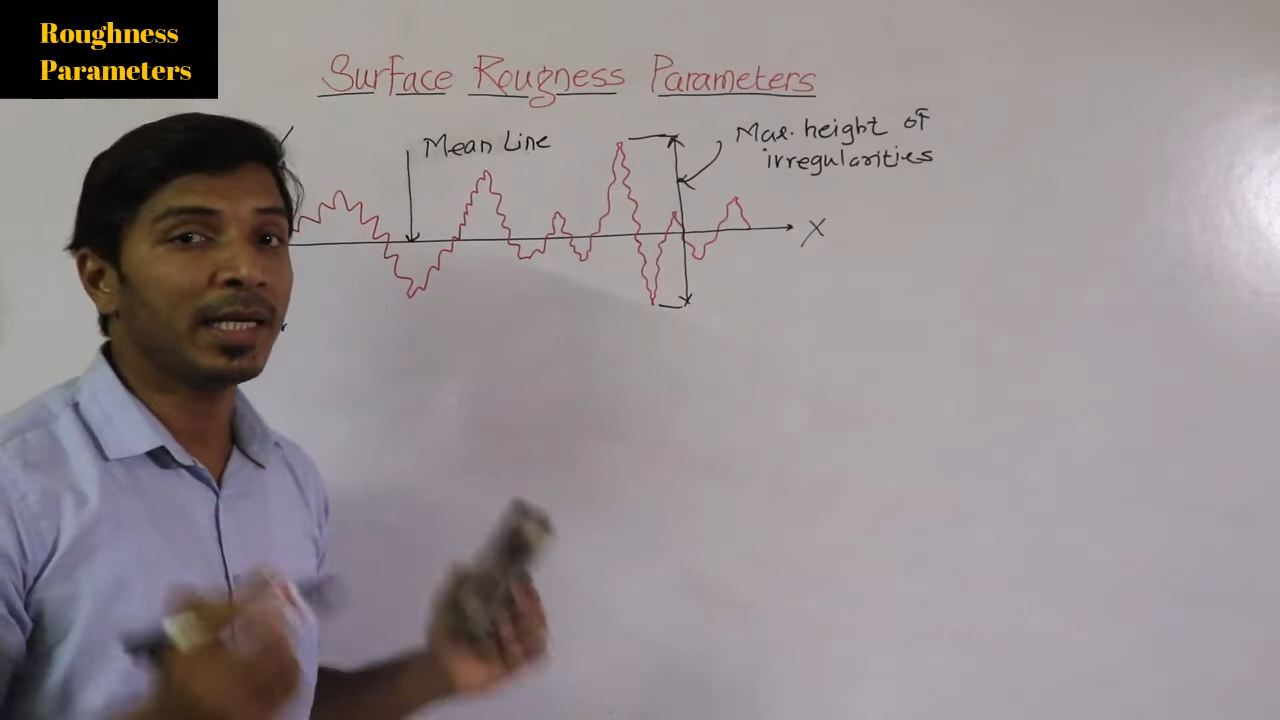 Roughness
Parameters
Surface Rougness Parameters
Mean Line
Max. height of
irregularities
X